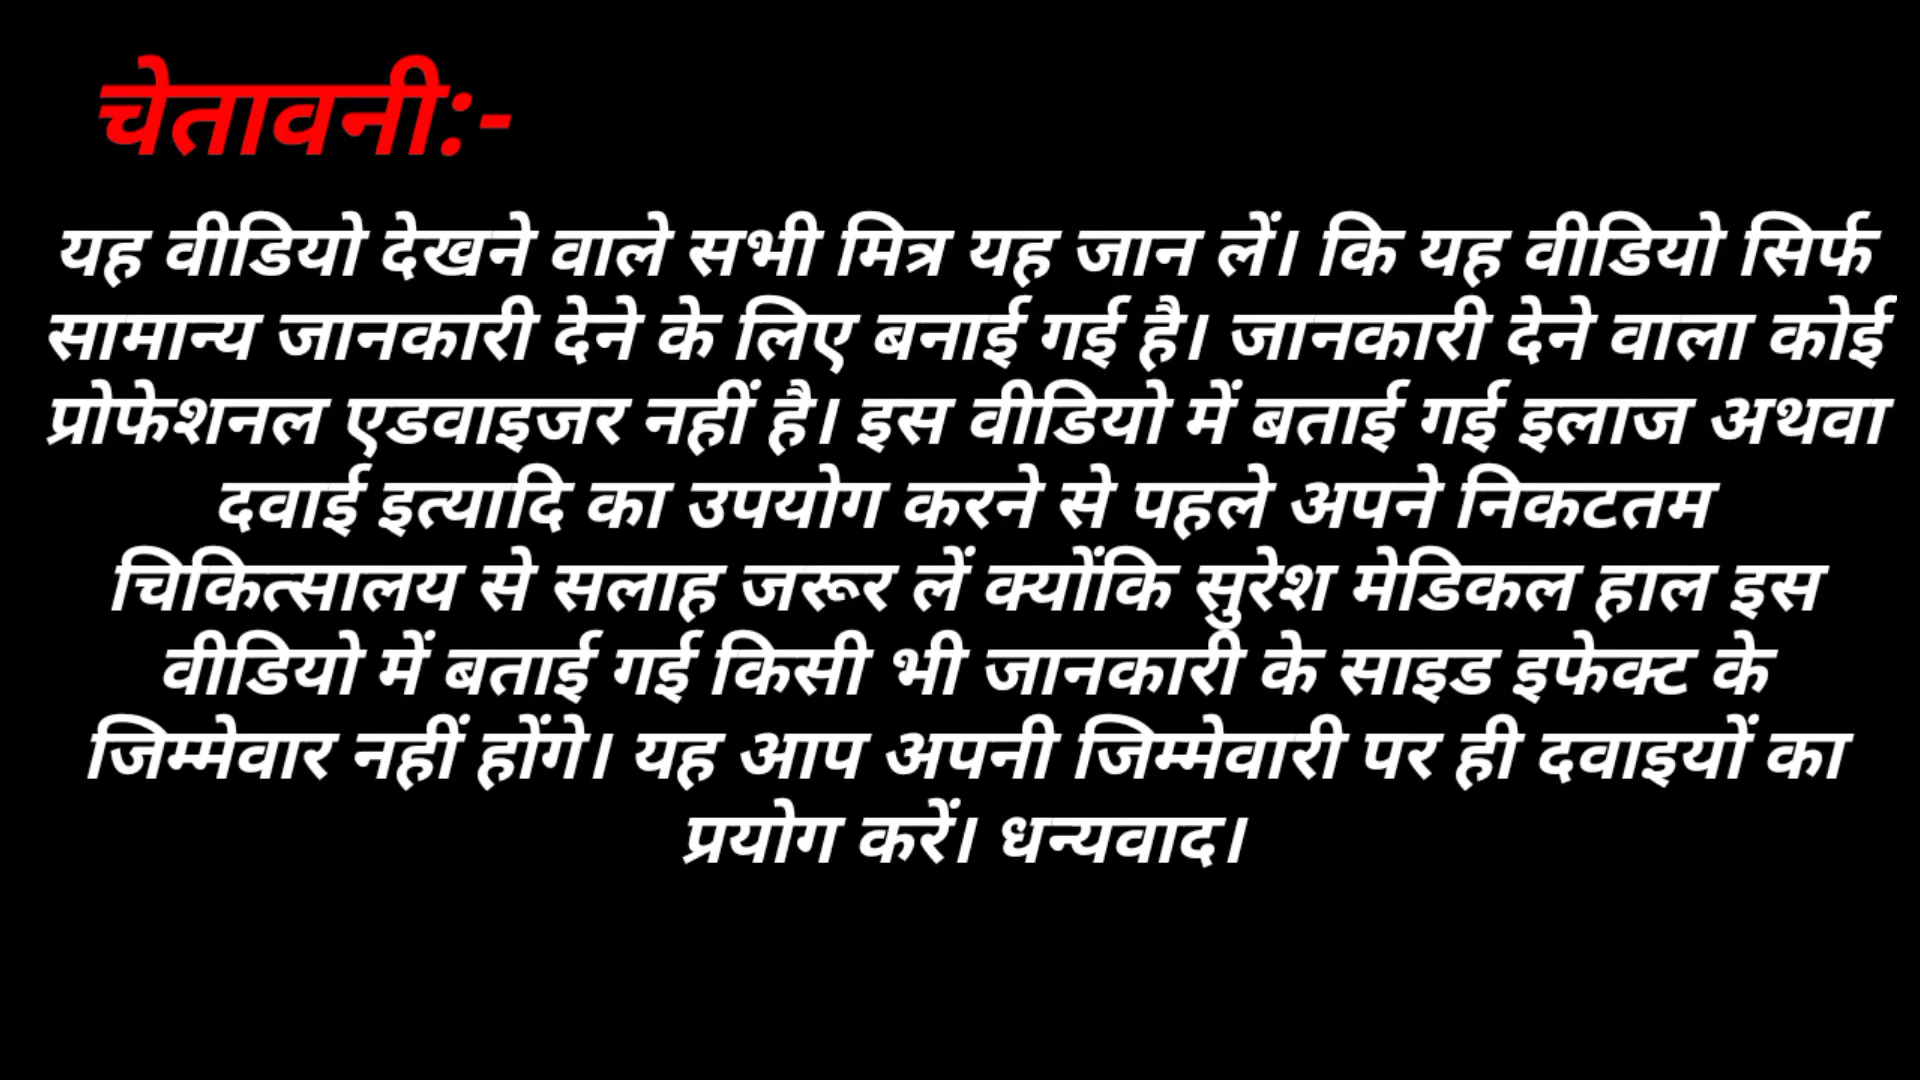 चेतावनी:-
यह वीडियो देखने वाले सभी मित्र यह जान लें। कि यह वीडियो सिर्फ
सामान्य जानकारी देने के लिए बनाई गई है। जानकारी देने वाला कोई
प्रोफेशनल एडवाइजर नहीं है। इस वीडियो में बताई गई इलाज अथवा
दवाई इत्यादि का उपयोग करने से पहले अपने निकटतम
चिकित्सालय से सलाह जरूर लें क्योंकि सुरेश मेडिकल हाल इस
वीडियो में बताई गई किसी भी जानकारी के साइड इफेक्ट के
जिम्मेवार नहीं होंगे। यह आप अपनी जिम्मेवारी पर ही दवाइयों का
प्रयोग करें। धन्यवाद।